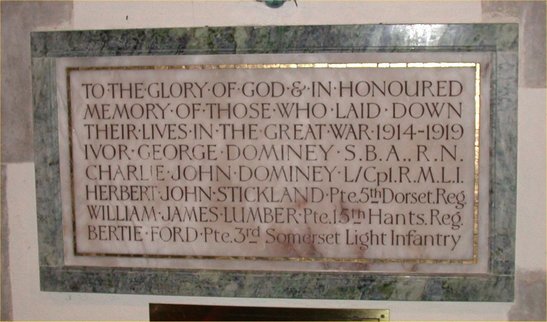 TO·THE·GLORY·OF·GOD·&·IN·HONOURED
MEMORY·OF·THOSE·WHO·LAID·DOWN
THEIR·LIVES·IN·THE·GREAT·WAR·1914-1919
IVOR·GEORGE·DOMINEY·S.B.A., R.N.
CHARLIE·JOHN·DOMINEY·L/Cpl.R.M.L.I.
HERBERT·JOHN·STICKLAND·Pte.5th Dorset.Reg.
WILLIAM·JAMES·LUMBER·Pte.15th Hants.Reg.
BERTIE·FORD·Pte.3rd Somerset Light Infantry